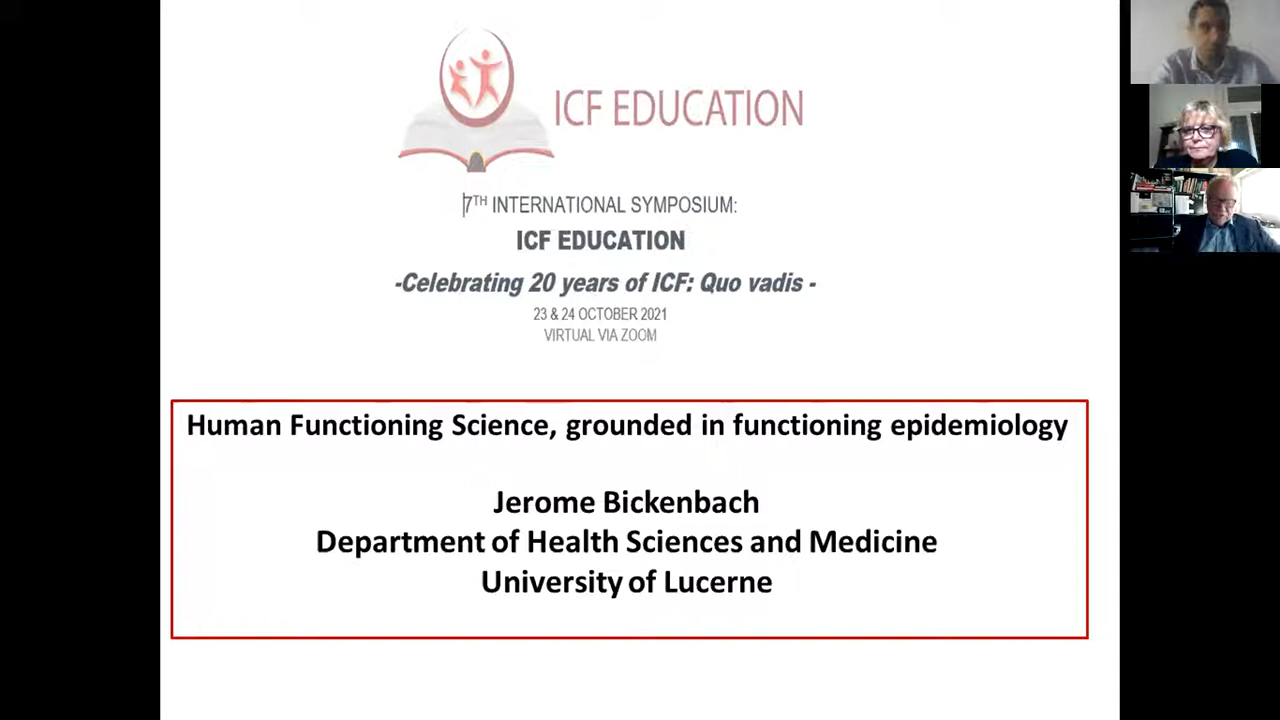 ICF EDUCATION
7TH INTERNATIONAL SYMPOSIUM:
ICF EDUCATION
-Celebrating 20 years of ICF: Quo vadis -
23 & 24 OCTOBER 2021
VIRTUAL VIA ZOOM
Human Functioning Science, grounded in functioning epidemiology
Jerome Bickenbach
Department of Health Sciences and Medicine
University of Lucerne